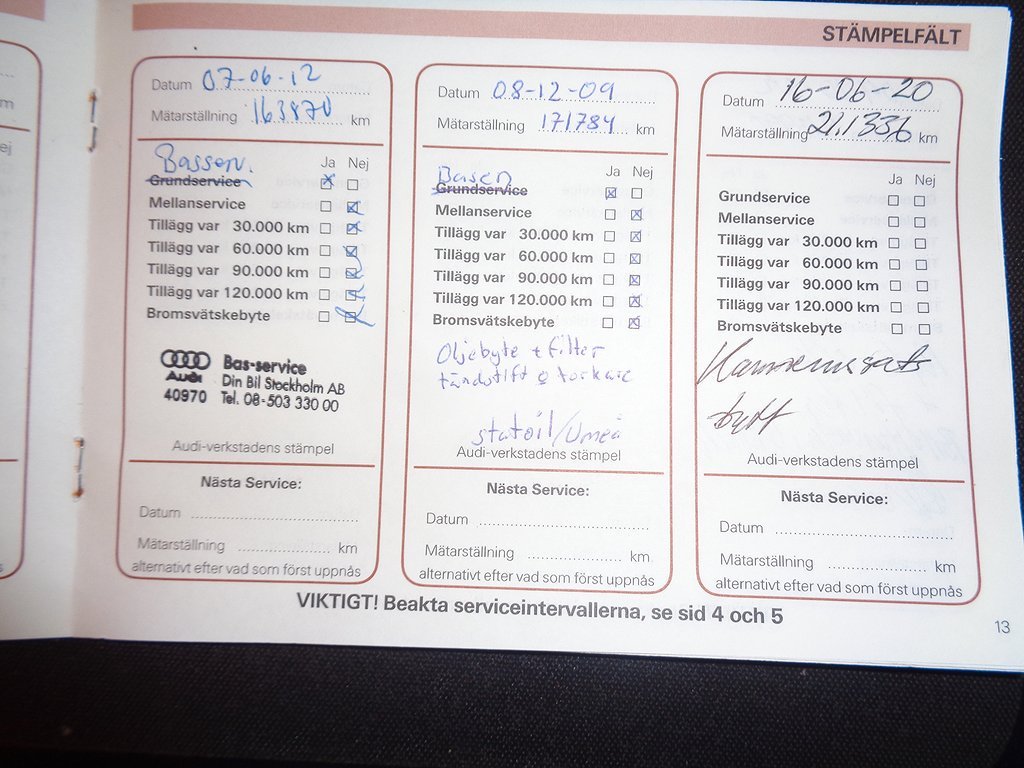 STÄMPELFÄLT
Datum 07-06-12
Mätarställning 163870 km
Basserv.
Ja Nej
Grundservice
Mellanservice
Tillägg var 30.000 km
Tillägg var 60.000 km
Tillägg var 90.000 km
Tillägg var 120.000 km
Bromsvätskebyte
Audi
40970
Bas-service
Din Bil Stockholm AB
Tel. 08-503 330 00
Audi-verkstadens stämpel
Nästa Service:
Datum
Mätarställning km
alternativt efter vad som först uppnås
Datum 08-12-09
Mätarställning 171784 km
Ja Nej
Grundservice
Mellanservice
Tillägg var 30.000 km
Tillägg var 60.000 km
Tillägg var 90.000 km
Tillägg var 120.000 km
Bromsvätskebyte
Oljebyte + filter
tändstift o torkare
statoil/Umeå
Audi-verkstadens stämpel
Nästa Service:
Datum
Mätarställning km
alternativt efter vad som först uppnås
Datum 16-06-20
Mätarställning 21.1336 km
Ja Nej
Grundservice
Mellanservice
Tillägg var 30.000 km
Tillägg var 60.000 km
Tillägg var 90.000 km
Tillägg var 120.000 km
Bromsvätskebyte
Kamremsats
bytt
Audi-verkstadens stämpel
Nästa Service:
Datum
Mätarställning km
alternativt efter vad som först uppnås
VIKTIGT! Beakta serviceintervallerna, se sid 4 och 5
13